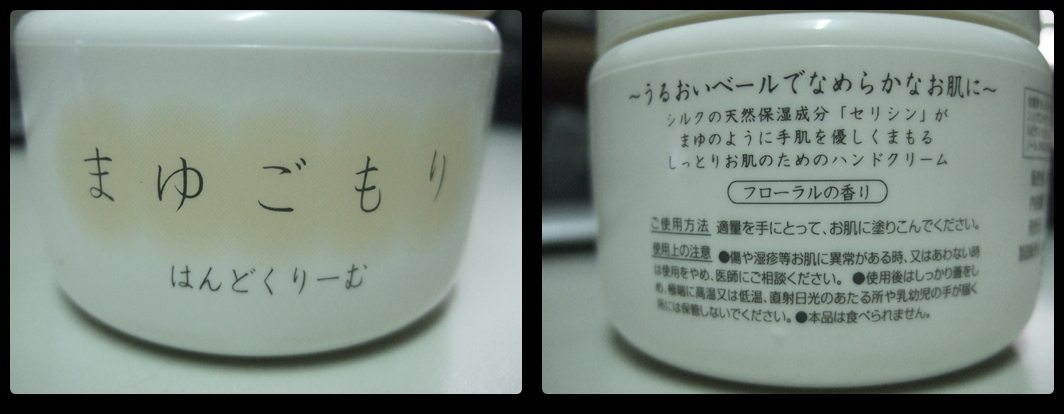 まゆごもり
はんどくりーむ
～うるおいベールでなめらかなお肌に～
シルクの天然保湿成分「セリシン」が
まゆのように手肌を優しくまもる
しっとりお肌のためのハンドクリーム
フローラルの香り
ご使用方法 適量を手にとって、お肌に塗りこんでください。
使用上の注意 ●傷や湿疹等お肌に異常がある時、又はあわない時
は使用をやめ、医師にご相談ください。 ●使用後はしっかり蓋をし
め、極端に高温又は低温、直射日光のあたる所や乳幼児の手が届く
所には保管しないでください。●本品は食べられません。